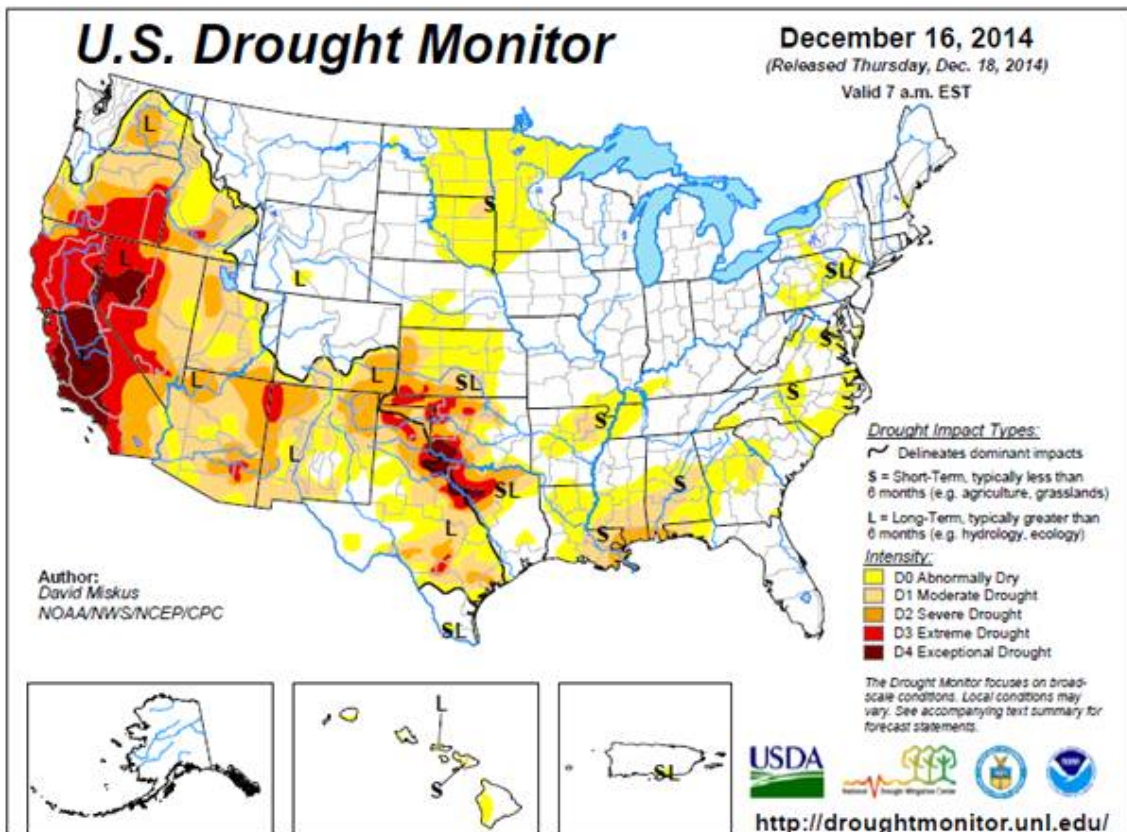 U.S. Drought Monitor
December 16, 2014
(Released Thursday, Dec. 18, 2014)
Valid 7 a.m. EST
L
S
L
L
SL
S
S
L
L
SL
S
L
S
SL
L
S
SL
Drought Impact Types:
Delineates dominant impacts
S = Short-Term, typically less than
6 months (e.g. agriculture, grasslands)
L = Long-Term, typically greater than
6 months (e.g. hydrology, ecology)
Intensity:
D0 Abnormally Dry
D1 Moderate Drought
D2 Severe Drought
D3 Extreme Drought
D4 Exceptional Drought
Author:
David Miskus
NOAA/NWS/NCEP/CPC
The Drought Monitor focuses on broad-
scale conditions. Local conditions may
vary. See accompanying text summary for
forecast statements.
L
S
SL
USDA
National Drought Mitigation Center
http://droughtmonitor.unl.edu/